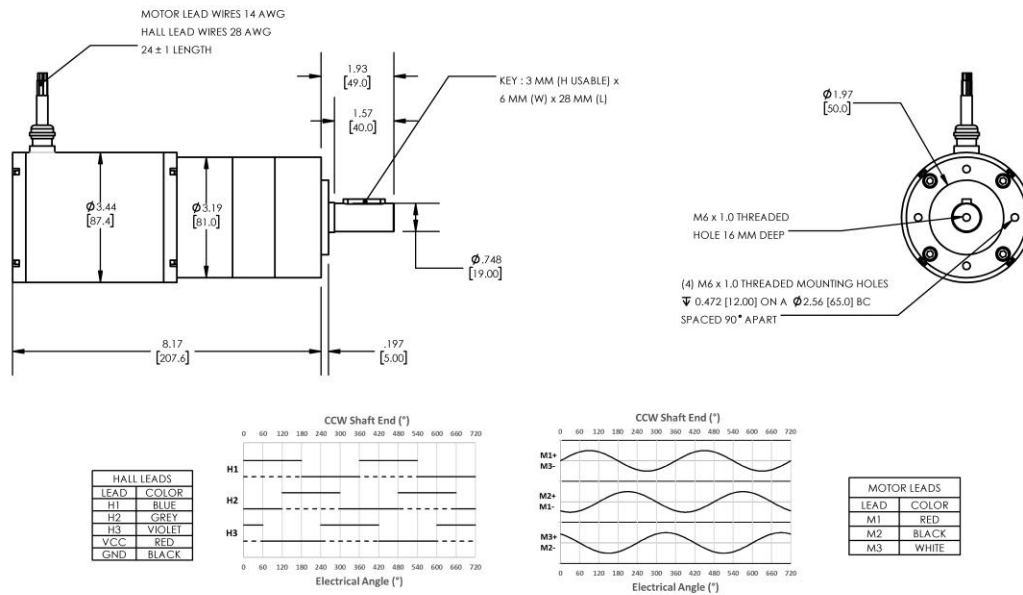 MOTOR LEAD WIRES 14 AWG
HALL LEAD WIRES 28 AWG
24 ± 1 LENGTH
1.93
[49.0]
KEY : 3 MM (H USABLE) x
6 MM (W) x 28 MM (L)
1.57
[40.0]
Ø3.44
[87.4]
Ø3.19
[81.0]
Ø.748
[19.00]
8.17
[207.6]
.197
[5.00]
Ø1.97
[50.0]
M6 x 1.0 THREADED
HOLE 16 MM DEEP
(4) M6 x 1.0 THREADED MOUNTING HOLES
↧ 0.472 [12.00] ON A Ø2.56 [65.0] BC
SPACED 90° APART
HALL LEADS
LEAD COLOR
H1 BLUE
H2 GREY
H3 VIOLET
VCC RED
GND BLACK
CCW Shaft End (°)
0 60 120 180 240 300 360 420 480 540 600 660 720
H1
H2
H3
0 60 120 180 240 300 360 420 480 540 600 660 720
Electrical Angle (°)
CCW Shaft End (°)
0 60 120 180 240 300 360 420 480 540 600 660 720
M1+
M3-
M2+
M1-
M3+
M2-
0 60 120 180 240 300 360 420 480 540 600 660 720
Electrical Angle (°)
MOTOR LEADS
LEAD COLOR
M1 RED
M2 BLACK
M3 WHITE